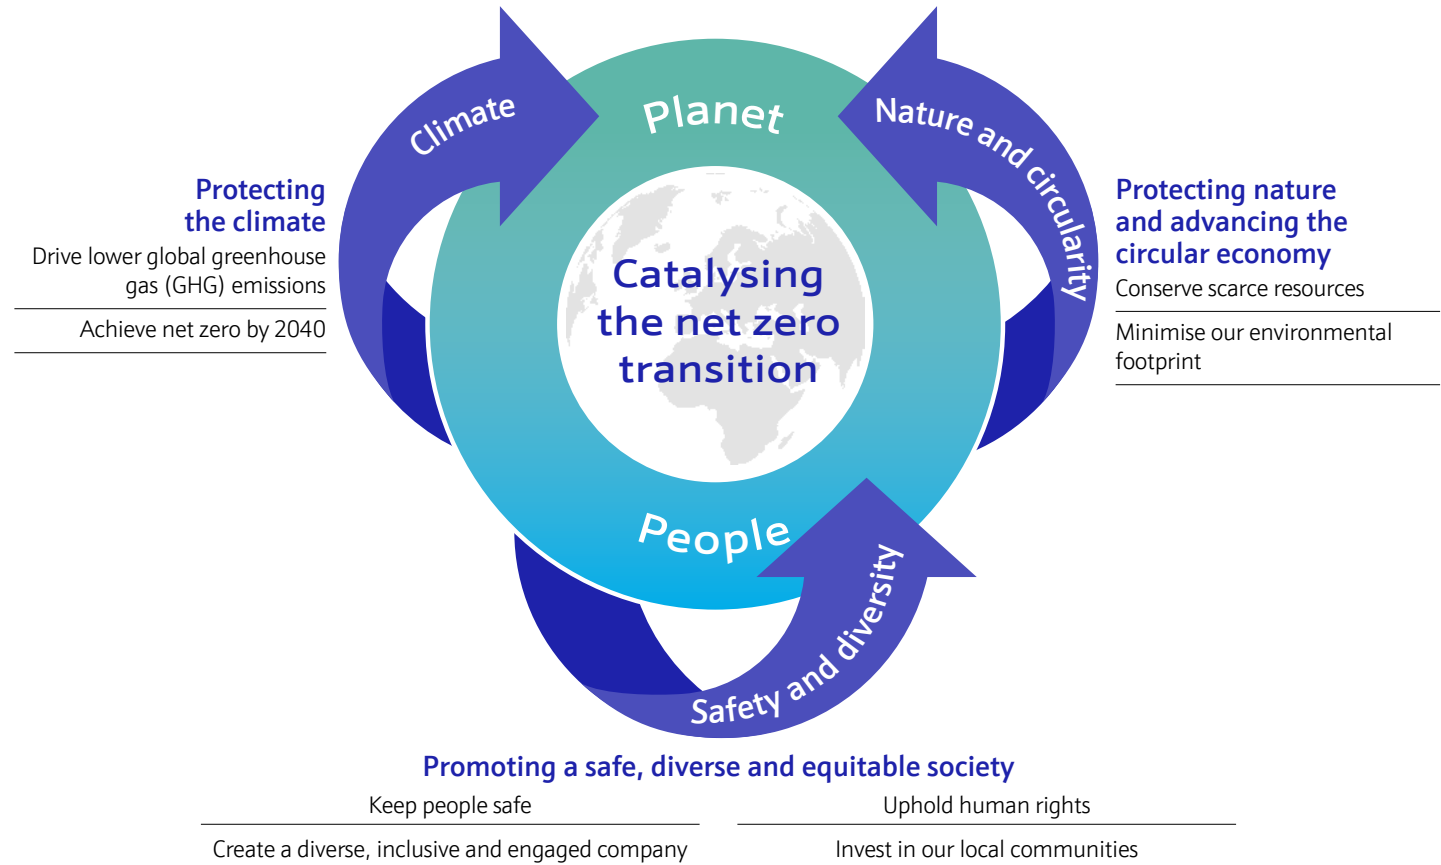 Climate
Planet
Nature and circularity
Protecting
the climate
Drive lower global greenhouse
gas (GHG) emissions
Achieve net zero by 2040
Catalysing
the net zero
transition
Protecting nature
and advancing the
circular economy
Conserve scarce resources
Minimise our environmental
footprint
People
Safety and diversity
Promoting a safe, diverse and equitable society
Keep people safe
Create a diverse, inclusive and engaged company
Uphold human rights
Invest in our local communities